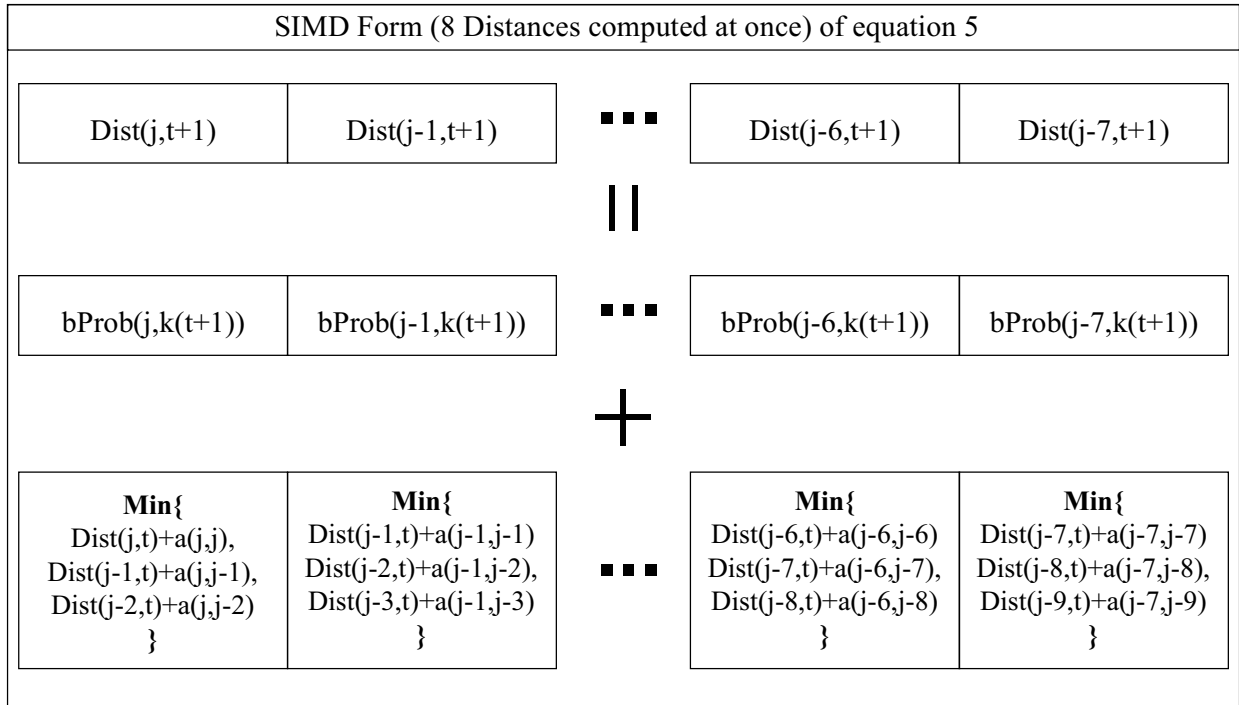 SIMD Form (8 Distances computed at once) of equation 5
Dist(j,t+1) Dist(j-1,t+1) ... Dist(j-6,t+1) Dist(j-7,t+1)
=
bProb(j,k(t+1)) bProb(j-1,k(t+1)) ... bProb(j-6,k(t+1)) bProb(j-7,k(t+1))
+
Min{
Dist(j,t)+a(j,j),
Dist(j-1,t)+a(j,j-1),
Dist(j-2,t)+a(j,j-2)
}
Min{
Dist(j-1,t)+a(j-1,j-1)
Dist(j-2,t)+a(j-1,j-2),
Dist(j-3,t)+a(j-1,j-3)
}
...
Min{
Dist(j-6,t)+a(j-6,j-6)
Dist(j-7,t)+a(j-6,j-7),
Dist(j-8,t)+a(j-6,j-8)
}
Min{
Dist(j-7,t)+a(j-7,j-7)
Dist(j-8,t)+a(j-7,j-8),
Dist(j-9,t)+a(j-7,j-9)
}